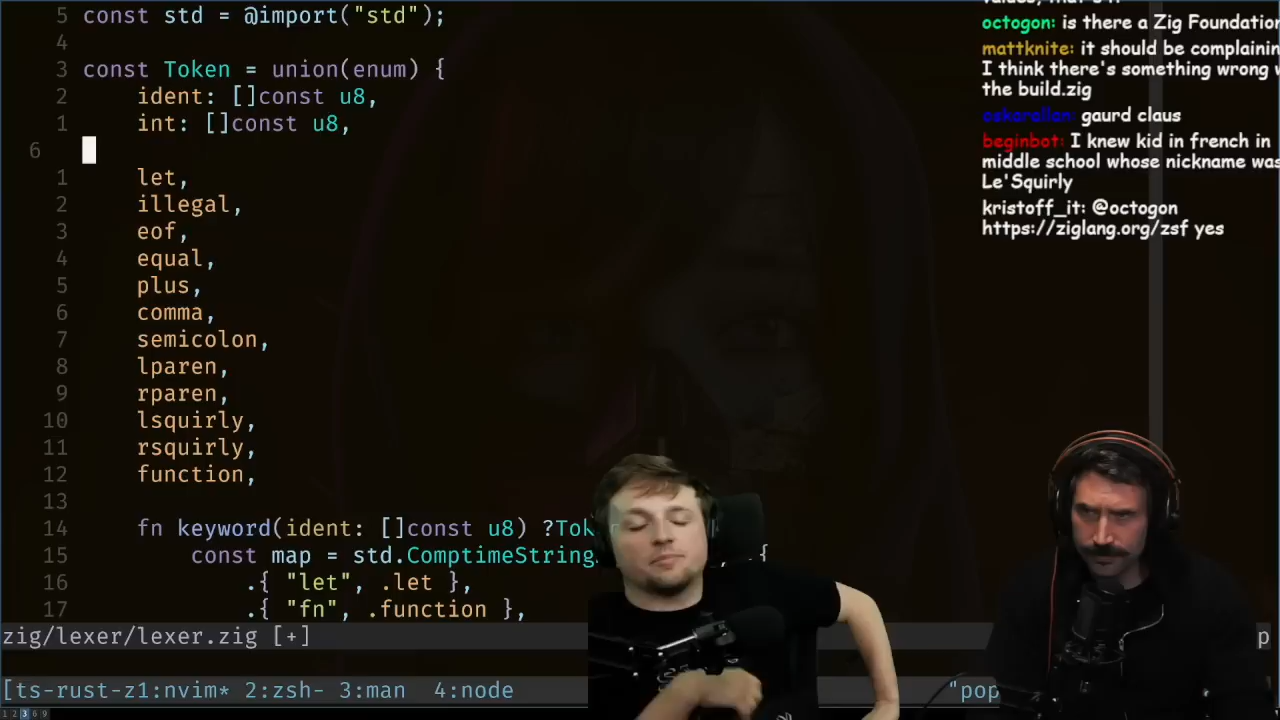 5 const std = @import("std");
4
3 const Token = union(enum) {
2 ident: []const u8,
1 int: []const u8,
6
1 let,
2 illegal,
3 eof,
4 equal,
5 plus,
6 comma,
7 semicolon,
8 lparen,
9 rparen,
10 lsquirly,
11 rsquirly,
12 function,
13
14 fn keyword(ident: []const u8) ?Tok
15 const map = std.ComptimeString {
16 .{ "let", .let },
17 .{ "fn", .function },
zig/lexer/lexer.zig [+] p
[ts-rust-z1:nvim* 2:zsh- 3:man 4:node "pop
octogon: is there a Zig Foundation
mattknite: it should be complainin
I think there's something wrong w
the build.zig
oskarollan: gaurd claus
beginbot: I knew kid in french in
middle school whose nickname was
Le'Squirly
kristoff_it: @octogon
https://ziglang.org/zsf yes